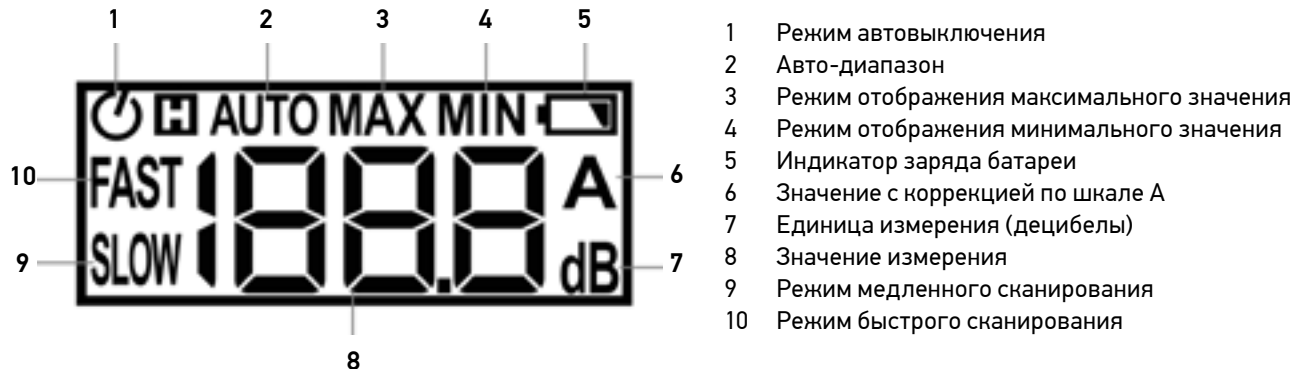 1 2 3 4 5
H AUTO MAX MIN
10 FAST 188.8 A 6
9 SLOW dB 7
8
1 Режим автовыключения
2 Авто-диапазон
3 Режим отображения максимального значения
4 Режим отображения минимального значения
5 Индикатор заряда батареи
6 Значение с коррекцией по шкале А
7 Единица измерения (децибелы)
8 Значение измерения
9 Режим медленного сканирования
10 Режим быстрого сканирования